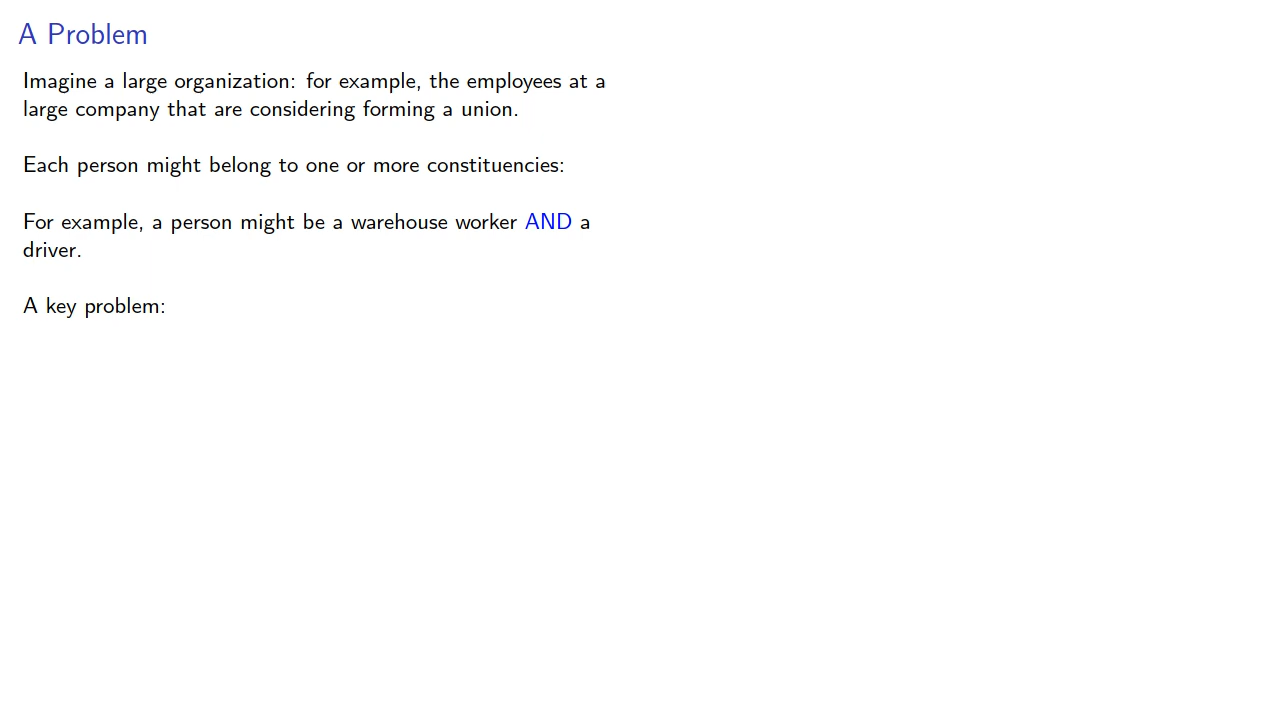 A Problem
Imagine a large organization: for example, the employees at a
large company that are considering forming a union.
Each person might belong to one or more constituencies:
For example, a person might be a warehouse worker AND a
driver.
A key problem: